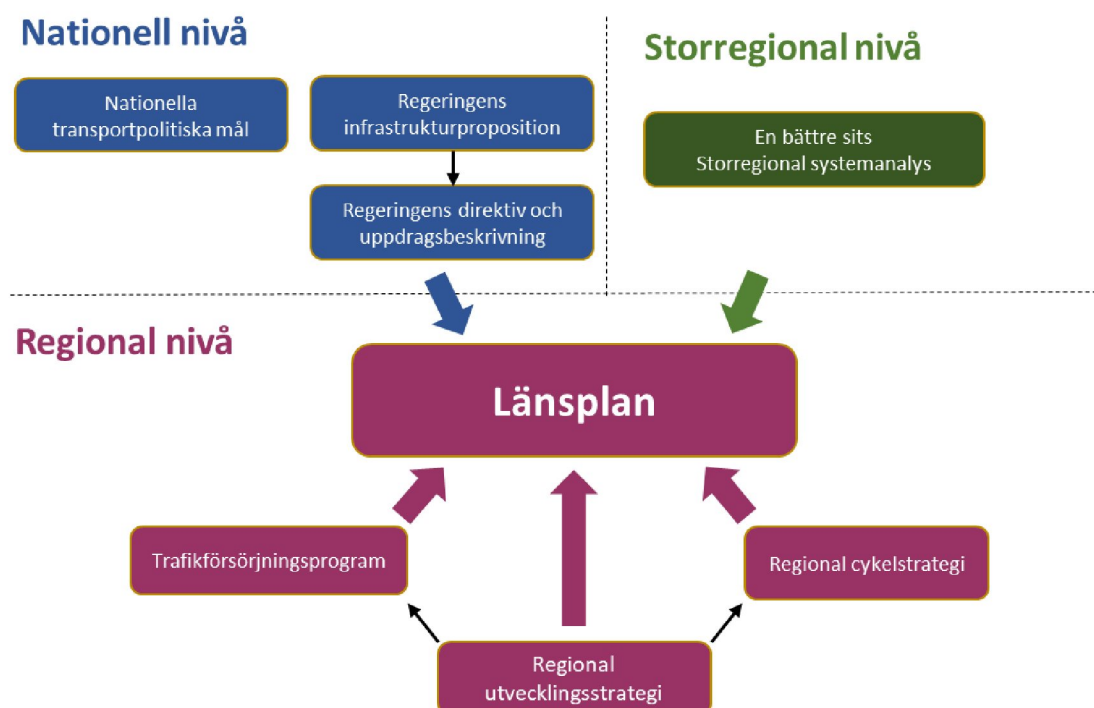 Nationell nivå
Nationella
transportpolitiska mål
Regeringens
infrastrukturproposition
Regeringens direktiv och
uppdragsbeskrivning
Storregional nivå
En bättre sits
Storregional systemanalys
Regional nivå
Länsplan
Trafikförsörjningsprogram
Regional cykelstrategi
Regional
utvecklingsstrategi